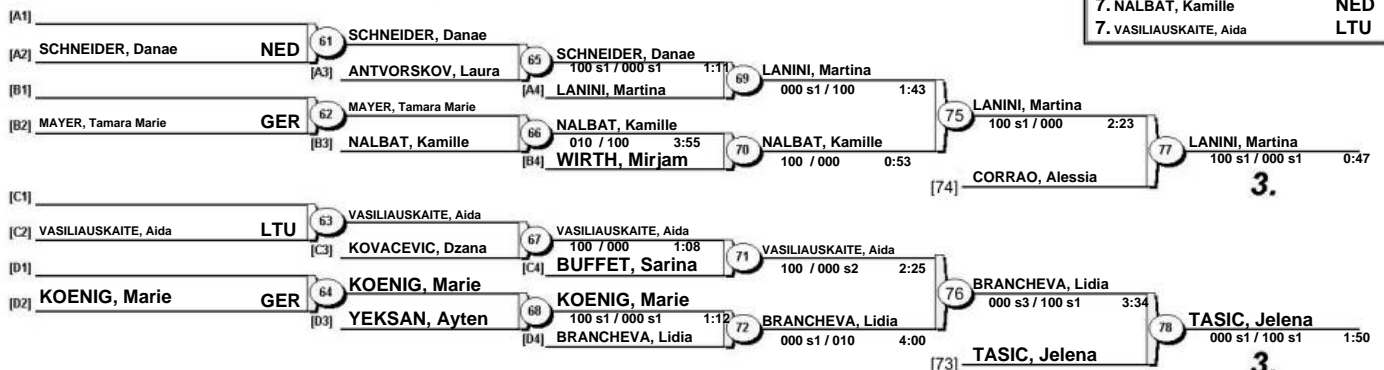 7. NALBAT, Kamille NED
7. VASILIAUSKAITE, Aida LTU
[A1]
[A2] SCHNEIDER, Danae NED
61
SCHNEIDER, Danae
[A3] ANTVORSKOV, Laura
65
SCHNEIDER, Danae
100 s1 / 000 s1 1:11
[A4] LANINI, Martina
69
LANINI, Martina
000 s1 / 100 1:43
[B1]
[B2] MAYER, Tamara Marie GER
62
MAYER, Tamara Marie
[B3] NALBAT, Kamille
66
NALBAT, Kamille
010 / 100 3:55
[B4] WIRTH, Mirjam
70
NALBAT, Kamille
100 / 000 0:53
75
LANINI, Martina
100 s1 / 000 2:23
[74] CORRAO, Alessia
77
LANINI, Martina
100 s1 / 000 s1 0:47
3.
[C1]
[C2] VASILIAUSKAITE, Aida LTU
63
VASILIAUSKAITE, Aida
[C3] KOVACEVIC, Dzana
67
VASILIAUSKAITE, Aida
100 / 000 1:08
[C4] BUFFET, Sarina
71
VASILIAUSKAITE, Aida
100 / 000 s2 2:25
[D1]
[D2] KOENIG, Marie GER
64
KOENIG, Marie
[D3] YEKSAN, Ayten
68
KOENIG, Marie
100 s1 / 000 s1 1:12
[D4] BRANCHEVA, Lidia
72
BRANCHEVA, Lidia
000 s1 / 010 4:00
76
BRANCHEVA, Lidia
000 s3 / 100 s1 3:34
[73] TASIC, Jelena
78
TASIC, Jelena
000 s1 / 100 s1 1:50
3.